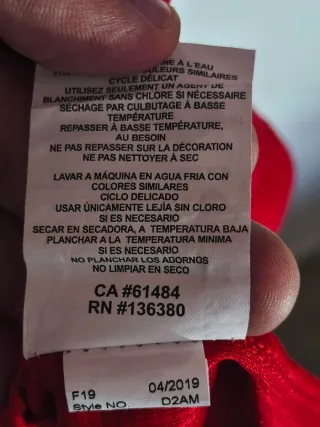 À L'EAU
COULEURS SIMILAIRES
CYCLE DÉLICAT
UTILISEZ SEULEMENT UN AGENT DE
BLANCHIMENT SANS CHLORE SI NÉCESSAIRE
SECHAGE PAR CULBUTAGE À BASSE
TEMPÉRATURE
REPASSER À BASSE TEMPÉRATURE,
AU BESOIN
NE PAS REPASSER SUR LA DÉCORATION
NE PAS NETTOYER À SEC
LAVAR A MÁQUINA EN AGUA FRIA CON
COLORES SIMILARES
CICLO DELICADO
USAR ÚNICAMENTE LEJÍA SIN CLORO
SI ES NECESARIO
SECAR EN SECADORA, A TEMPERATURA BAJA
PLANCHAR A LA TEMPERATURA MINIMA
SI ES NECESARIO
NO PLANCHAR LOS ADORNOS
NO LIMPIAR EN SECO
CA #61484
RN #136380
F19 04/2019
Style NO. D2AM